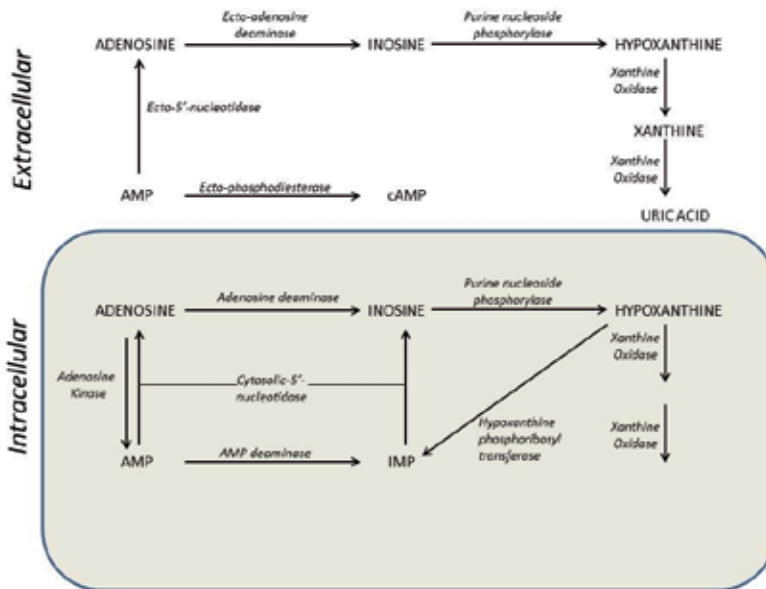 Extracellular
Ecto-adenosine
deaminase
Purine nucleoside
phosphorylase
ADENOSINE
INOSINE
HYPOXANTHINE
Xanthine
Oxidase
Ecto-5'-nucleotidase
XANTHINE
Xanthine
Oxidase
Ecto-phosphodiesterase
AMP
cAMP
URIC ACID
Intracellular
Adenosine deaminase
Purine nucleoside
phosphorylase
ADENOSINE
INOSINE
HYPOXANTHINE
Xanthine
Oxidase
Adenosine
Kinase
Cytosolic-5'-
nucleotidase
Hypoxanthine
phosphoribosyl
transferase
Xanthine
Oxidase
AMP deaminase
AMP
IMP